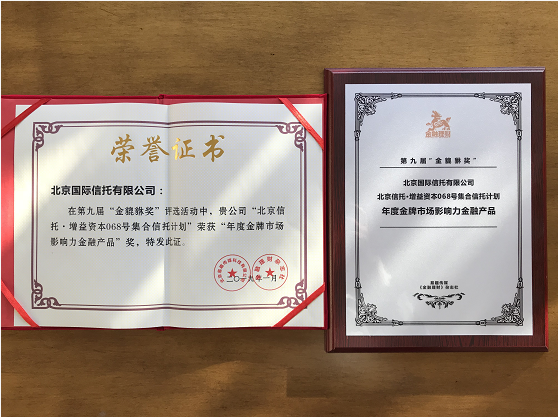 荣誉证书
北京国际信托有限公司：
在第九届“金貔貅奖”评选活动中，贵公司“北京信
托·增益资本068号集合信托计划”荣获“年度金牌市场
影响力金融产品”奖，特发此证。
二〇一九年一月
金融理财
第九届“金貔貅奖”
北京国际信托有限公司
北京信托·增益资本068号集合信托计划
年度金牌市场影响力金融产品
《金融理财》杂志社